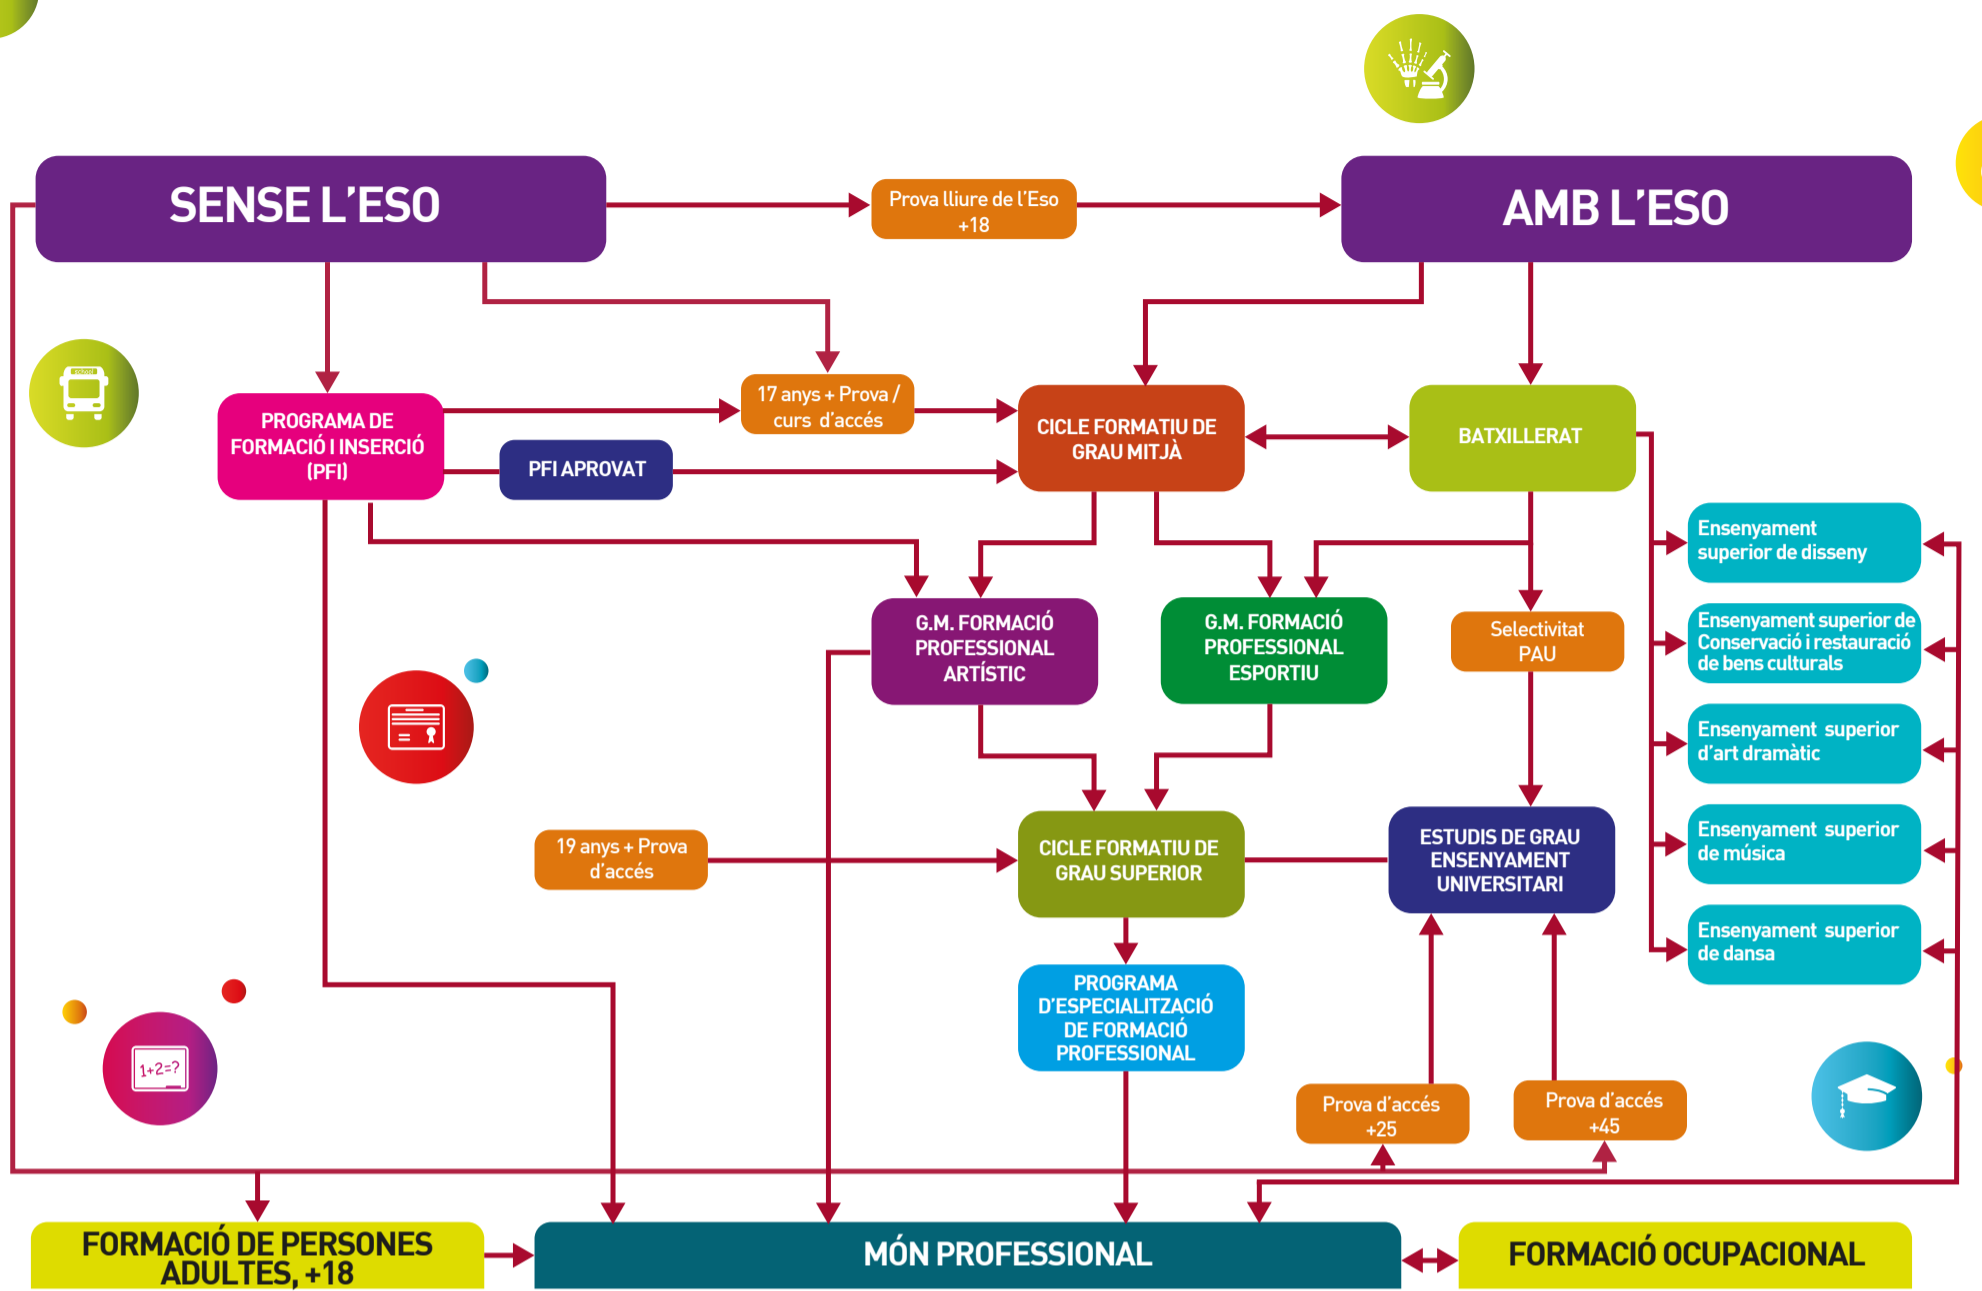 SENSE L'ESO
Prova lliure de l'Eso
+18
AMB L'ESO
school
PROGRAMA DE
FORMACIÓ I INSERCIÓ
(PFI)
17 anys + Prova /
curs d'accés
PFI APROVAT
CICLE FORMATIU DE
GRAU MITJÀ
BATXILLERAT
Ensenyament
superior de disseny
G.M. FORMACIÓ
PROFESSIONAL
ARTÍSTIC
G.M. FORMACIÓ
PROFESSIONAL
ESPORTIU
Selectivitat
PAU
Ensenyament superior de
Conservació i restauració
de bens culturals
Ensenyament superior
d'art dramàtic
19 anys + Prova
d'accés
CICLE FORMATIU DE
GRAU SUPERIOR
ESTUDIS DE GRAU
ENSENYAMENT
UNIVERSITARI
Ensenyament superior
de música
Ensenyament superior
de dansa
PROGRAMA
D'ESPECIALITZACIÓ
DE FORMACIÓ
PROFESSIONAL
1+2=?
Prova d'accés
+25
Prova d'accés
+45
FORMACIÓ DE PERSONES
ADULTES, +18
MÓN PROFESSIONAL
FORMACIÓ OCUPACIONAL